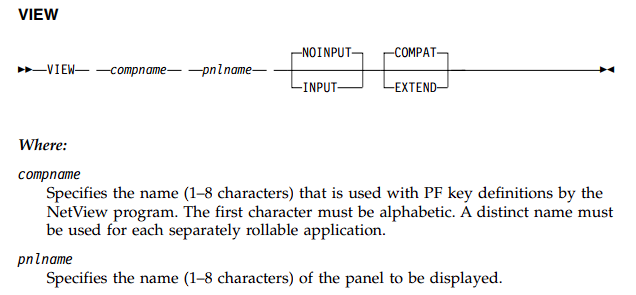 VIEW
NOINPUT COMPAT
VIEW compname pnlname
INPUT EXTEND
Where:
compname
Specifies the name (1–8 characters) that is used with PF key definitions by the
NetView program. The first character must be alphabetic. A distinct name must
be used for each separately rollable application.
pnlname
Specifies the name (1–8 characters) of the panel to be displayed.